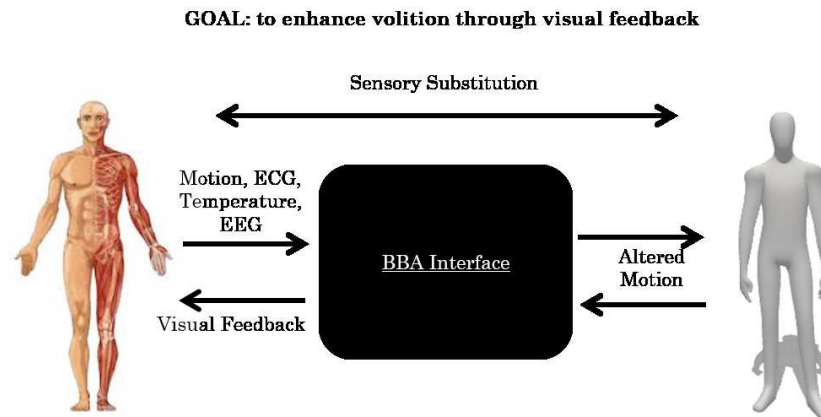 GOAL: to enhance volition through visual feedback
Sensory Substitution
Motion, ECG,
Temperature,
EEG
BBA Interface
Altered
Motion
Visual Feedback